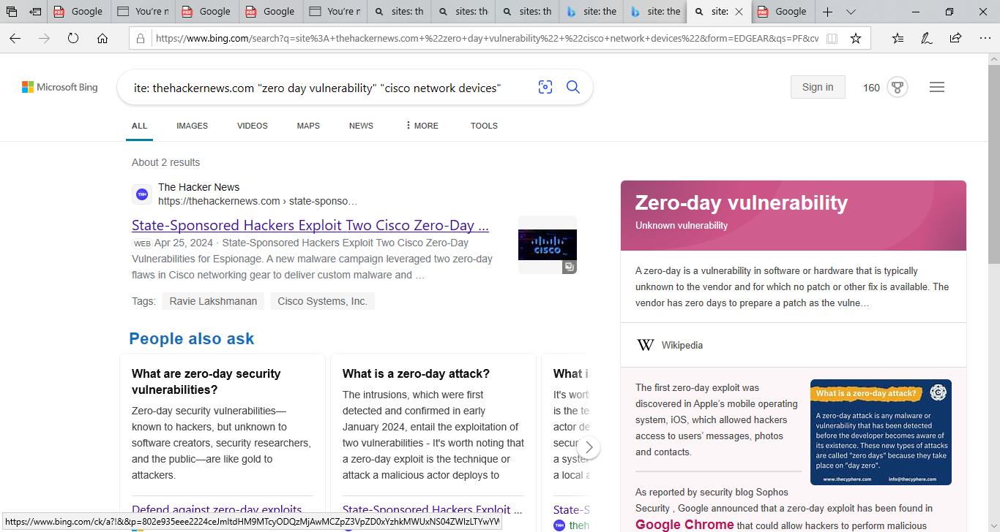 Google
You're n
Google
Google
You're n
sites: th
sites: the
sites: th
site: the
site: the
site:
Google
https://www.bing.com/search?q=site%3A+thehackernews.com+%22zero+day+vulnerability%22+%22cisco+network+devices%22&form=EDGEAR&qs=PF&cv
Microsoft Bing
ite: thehackernews.com "zero day vulnerability" "cisco network devices"
Sign in
160
ALL
IMAGES
VIDEOS
MAPS
NEWS
MORE
TOOLS
About 2 results
THN
The Hacker News
https://thehackernews.com › state-sponso…
State-Sponsored Hackers Exploit Two Cisco Zero-Day ...
WEB Apr 25, 2024 · State-Sponsored Hackers Exploit Two Cisco Zero-Day
Vulnerabilities for Espionage. A new malware campaign leveraged two zero-day
flaws in Cisco networking gear to deliver custom malware and …
CISCO
Tags: Ravie Lakshmanan Cisco Systems, Inc.
People also ask
What are zero-day security
vulnerabilities?
Zero-day security vulnerabilities—
known to hackers, but unknown to
software creators, security researchers,
and the public—are like gold to
attackers.
Defend against zero-day exploits
What is a zero-day attack?
The intrusions, which were first
detected and confirmed in early
January 2024, entail the exploitation of
two vulnerabilities - It's worth noting that
a zero-day exploit is the technique or
attack a malicious actor deploys to
State-Sponsored Hackers Exploit ...
What i
It's wort
is the te
actor de
secur
a syste
a local a
State-S
THN
theh
Zero-day vulnerability
Unknown vulnerability
A zero-day is a vulnerability in software or hardware that is typically
unknown to the vendor and for which no patch or other fix is available. The
vendor has zero days to prepare a patch as the vulne…
W Wikipedia
The first zero-day exploit was
discovered in Apple's mobile operating
system, iOS, which allowed hackers
access to users' messages, photos
and contacts.
What is a zero-day attack?
A zero-day attack is any malware or
vulnerability that has been detected
before the developer becomes aware of
its existence. These new types of attacks
are called "zero days" because they take
place on "day zero".
www.thecyphere.com
info@thecyphere.com
As reported by security blog Sophos
Security , Google announced that a zero-day exploit has been found in
Google Chrome that could allow hackers to perform malicious